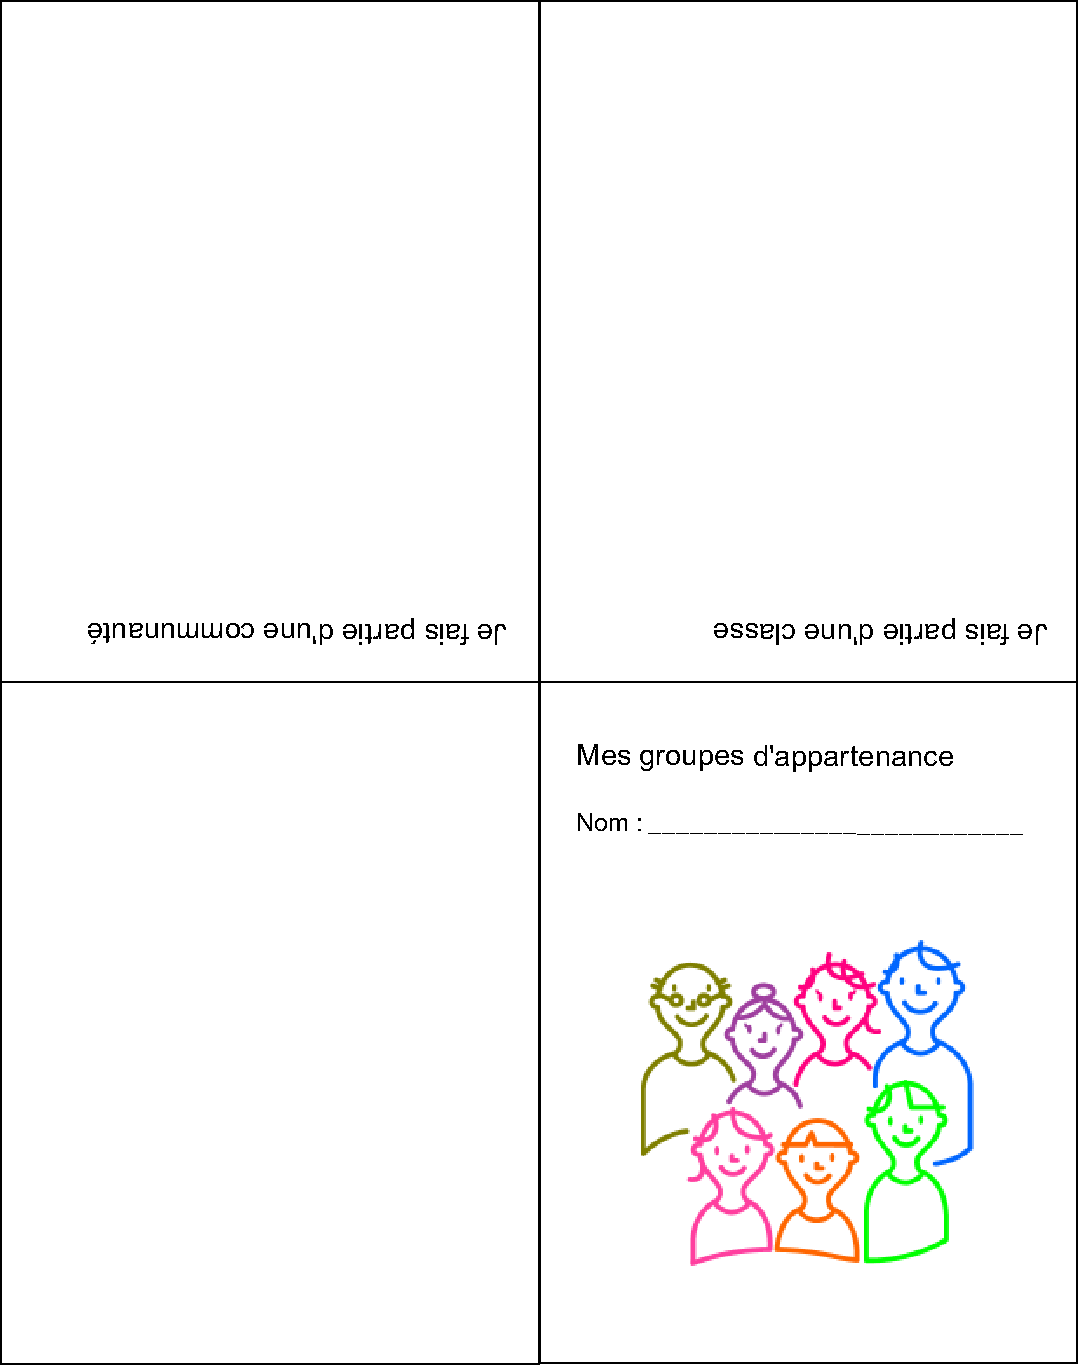 Je fais partie d'une communauté
Je fais partie d'une classe
Mes groupes d'appartenance
Nom : ___________________________